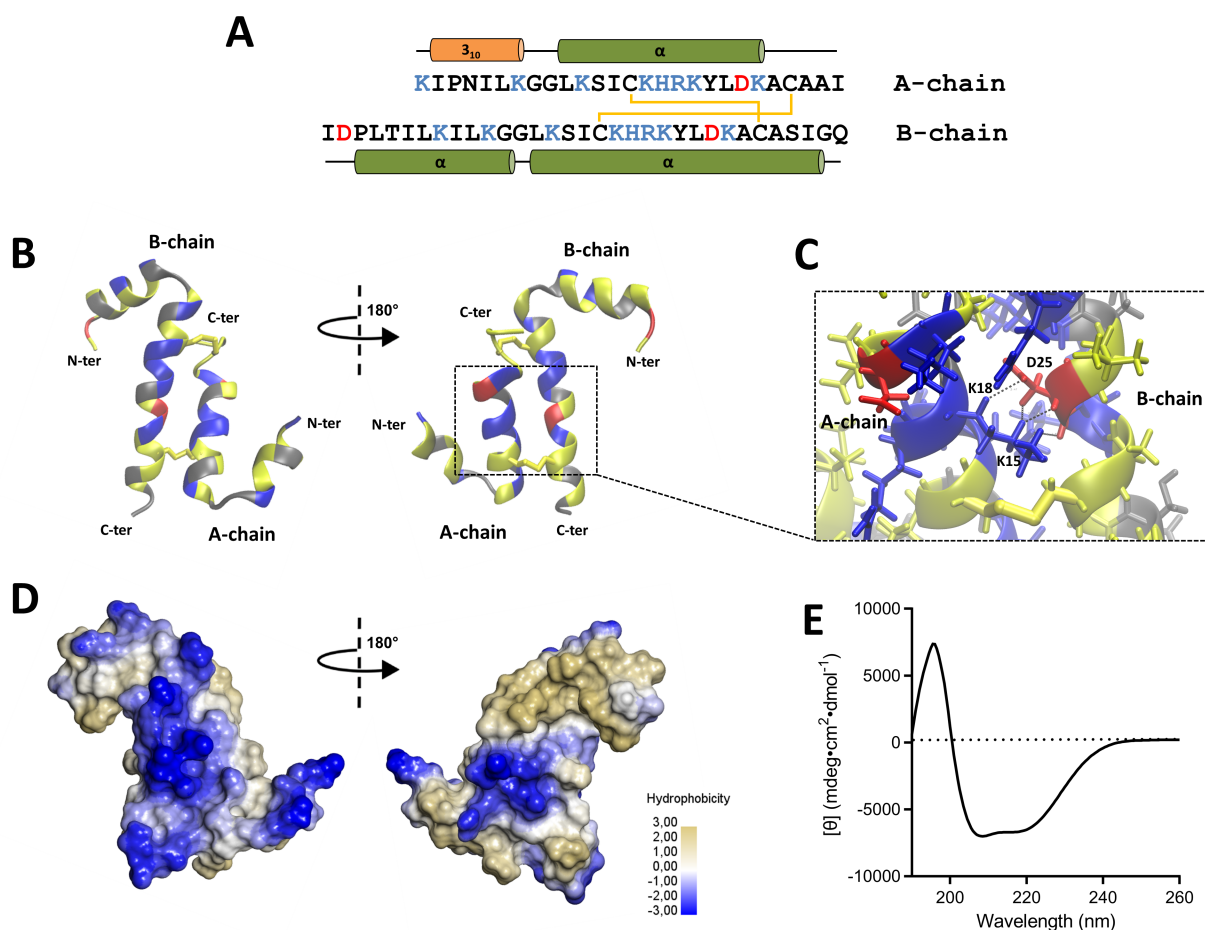 A
3₁₀
α
KIPNILKGGLKSICKHRKYLDKACAAI
A-chain
IDPLTILKILKGGLKSICKHRKYLDKACASIGQ
B-chain
α
α
B
B-chain
C-ter
N-ter
N-ter
C-ter
A-chain
180°
B-chain
C-ter
N-ter
N-ter
A-chain
C-ter
C
D25
K18
B-chain
A-chain
K15
D
180°
Hydrophobicity
3,00
2,00
1,00
0,00
-1,00
-2,00
-3,00
E
[θ] (mdeg•cm²•dmol⁻¹)
10000
5000
0
-5000
-10000
200 220 240 260
Wavelength (nm)